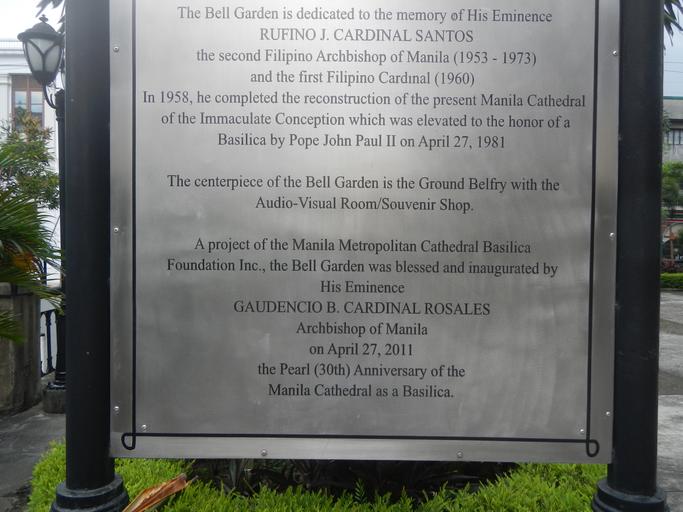 The Bell Garden is dedicated to the memory of His Eminence
RUFINO J. CARDINAL SANTOS
the second Filipino Archbishop of Manila (1953 - 1973)
and the first Filipino Cardinal (1960)
In 1958, he completed the reconstruction of the present Manila Cathedral
of the Immaculate Conception which was elevated to the honor of a
Basilica by Pope John Paul II on April 27, 1981
The centerpiece of the Bell Garden is the Ground Belfry with the
Audio-Visual Room/Souvenir Shop.
A project of the Manila Metropolitan Cathedral Basilica
Foundation Inc., the Bell Garden was blessed and inaugurated by
His Eminence
GAUDENCIO B. CARDINAL ROSALES
Archbishop of Manila
on April 27, 2011
the Pearl (30th) Anniversary of the
Manila Cathedral as a Basilica.